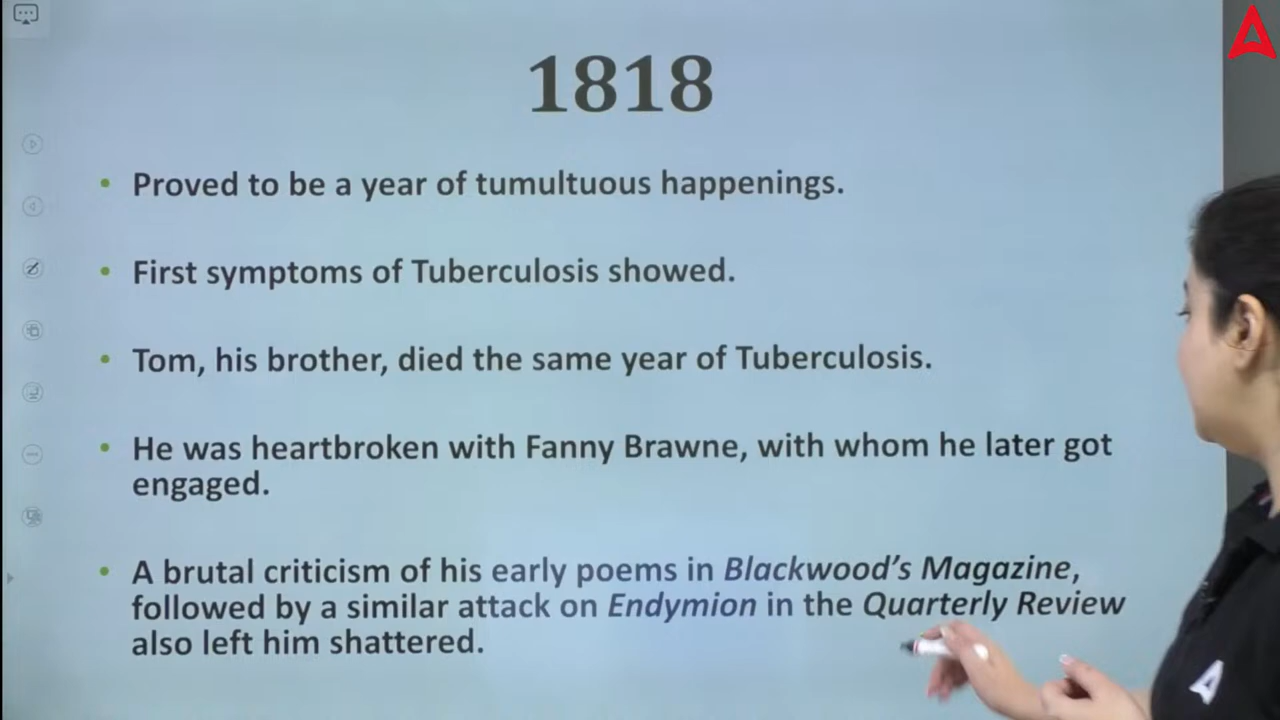 1818
• Proved to be a year of tumultuous happenings.
• First symptoms of Tuberculosis showed.
• Tom, his brother, died the same year of Tuberculosis.
• He was heartbroken with Fanny Brawne, with whom he later got
engaged.
• A brutal criticism of his early poems in Blackwood's Magazine,
followed by a similar attack on Endymion in the Quarterly Review
also left him shattered.